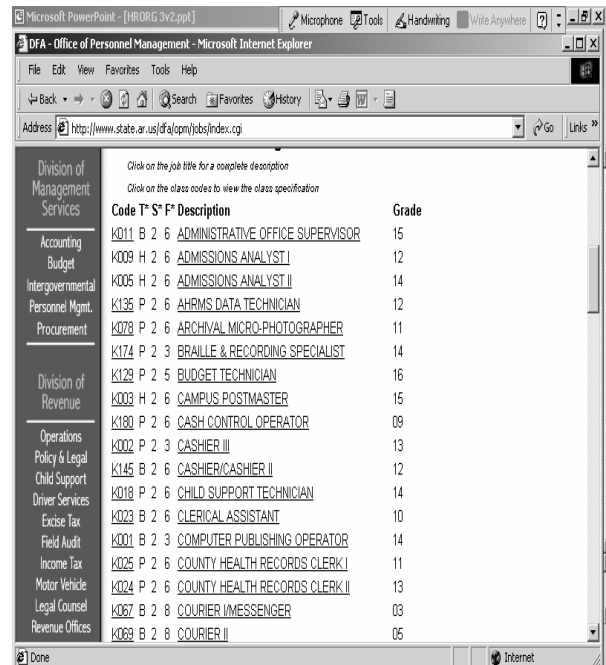 Microsoft PowerPoint - [HRORG 3v2.ppt]
Microphone Tools Handwriting Write Anywhere
DFA - Office of Personnel Management - Microsoft Internet Explorer
File Edit View Favorites Tools Help
Back Search Favorites History
Address http://www.state.ar.us/dfa/opm/jobs/index.cgi Go Links »
Division of
Management
Services
Accounting
Budget
Intergovernmental
Personnel Mgmt.
Procurement
Division of
Revenue
Operations
Policy & Legal
Child Support
Driver Services
Excise Tax
Field Audit
Income Tax
Motor Vehicle
Legal Counsel
Revenue Offices
Click on the job title for a complete description
Click on the class codes to view the class specification
Code T* S* F* Description Grade
K011 B 2 6 ADMINISTRATIVE OFFICE SUPERVISOR 15
K009 H 2 6 ADMISSIONS ANALYST I 12
K005 H 2 6 ADMISSIONS ANALYST II 14
K135 P 2 6 AHRMS DATA TECHNICIAN 12
K078 P 2 6 ARCHIVAL MICRO-PHOTOGRAPHER 11
K174 P 2 3 BRAILLE & RECORDING SPECIALIST 14
K129 P 2 5 BUDGET TECHNICIAN 16
K003 H 2 6 CAMPUS POSTMASTER 15
K180 P 2 6 CASH CONTROL OPERATOR 09
K002 P 2 3 CASHIER III 13
K145 B 2 6 CASHIER/CASHIER II 12
K018 P 2 6 CHILD SUPPORT TECHNICIAN 14
K023 B 2 6 CLERICAL ASSISTANT 10
K001 B 2 3 COMPUTER PUBLISHING OPERATOR 14
K025 P 2 6 COUNTY HEALTH RECORDS CLERK I 11
K024 P 2 6 COUNTY HEALTH RECORDS CLERK II 13
K067 B 2 8 COURIER I/MESSENGER 03
K069 B 2 8 COURIER II 05
Done Internet